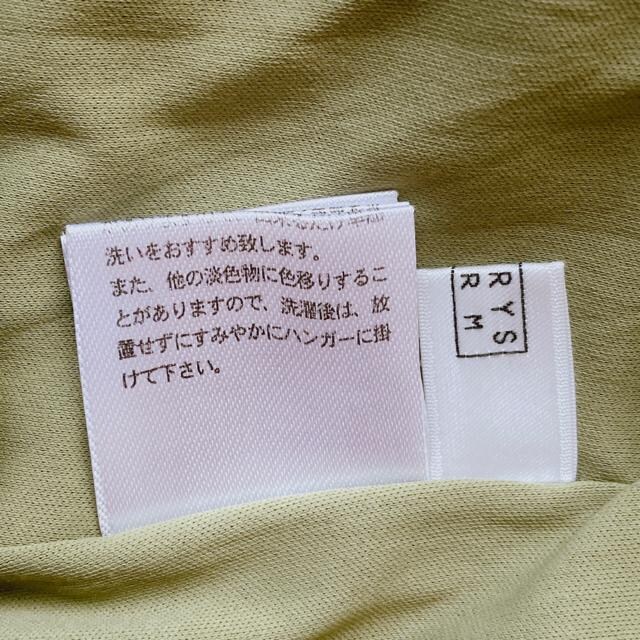 洗いをおすすめ致します。
また、他の淡色物に色移りするこ
とがありますので、洗濯後は、放
置せずにすみやかにハンガーに掛
けて下さい。
RYS
RM